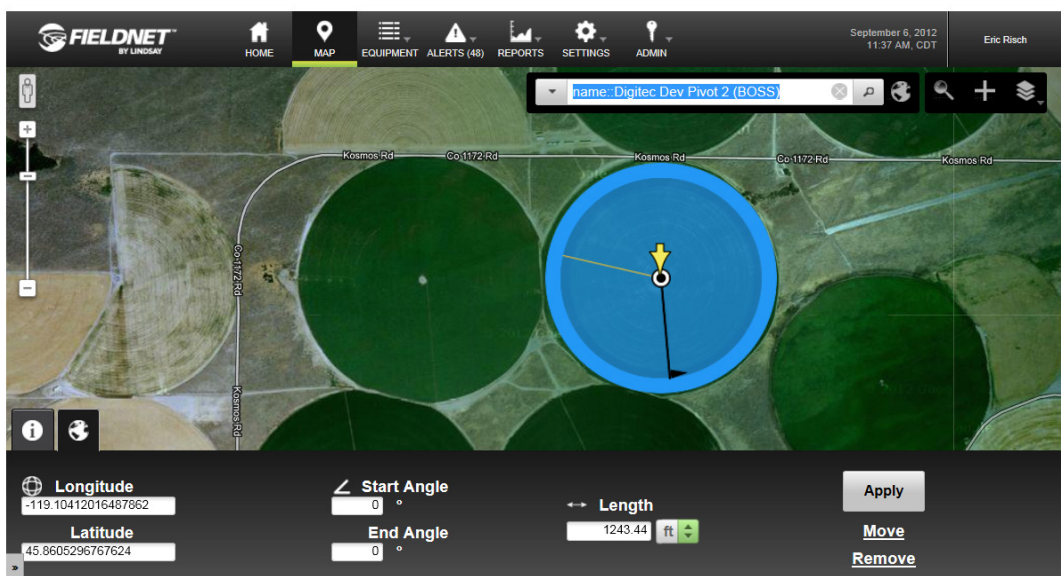 FIELDNET
BY LINDSAY
HOME
MAP
EQUIPMENT
ALERTS (48)
REPORTS
SETTINGS
ADMIN
September 6, 2012
11:37 AM, CDT
Eric Risch
name::Digitec Dev Pivot 2 (BOSS)
Kosmos Rd
Co 1172 Rd
Kosmos Rd
Co 1172 Rd
Kosmos Rd
Co 1172 Rd
Kosmos Rd
Longitude
-119.10412016487862
Latitude
45.8605296767624
»
Start Angle
0 °
End Angle
0 °
Length
1243.44 ft
Apply
Move
Remove